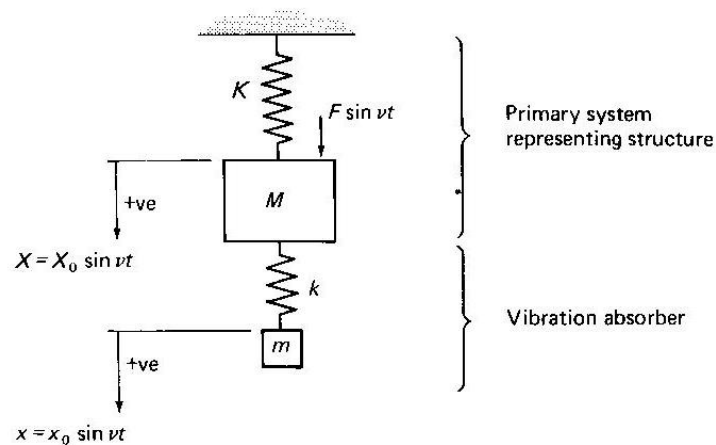 K
F sin νt
Primary system
representing structure
M
+ve
X = X₀ sin νt
k
Vibration absorber
m
+ve
x = x₀ sin νt